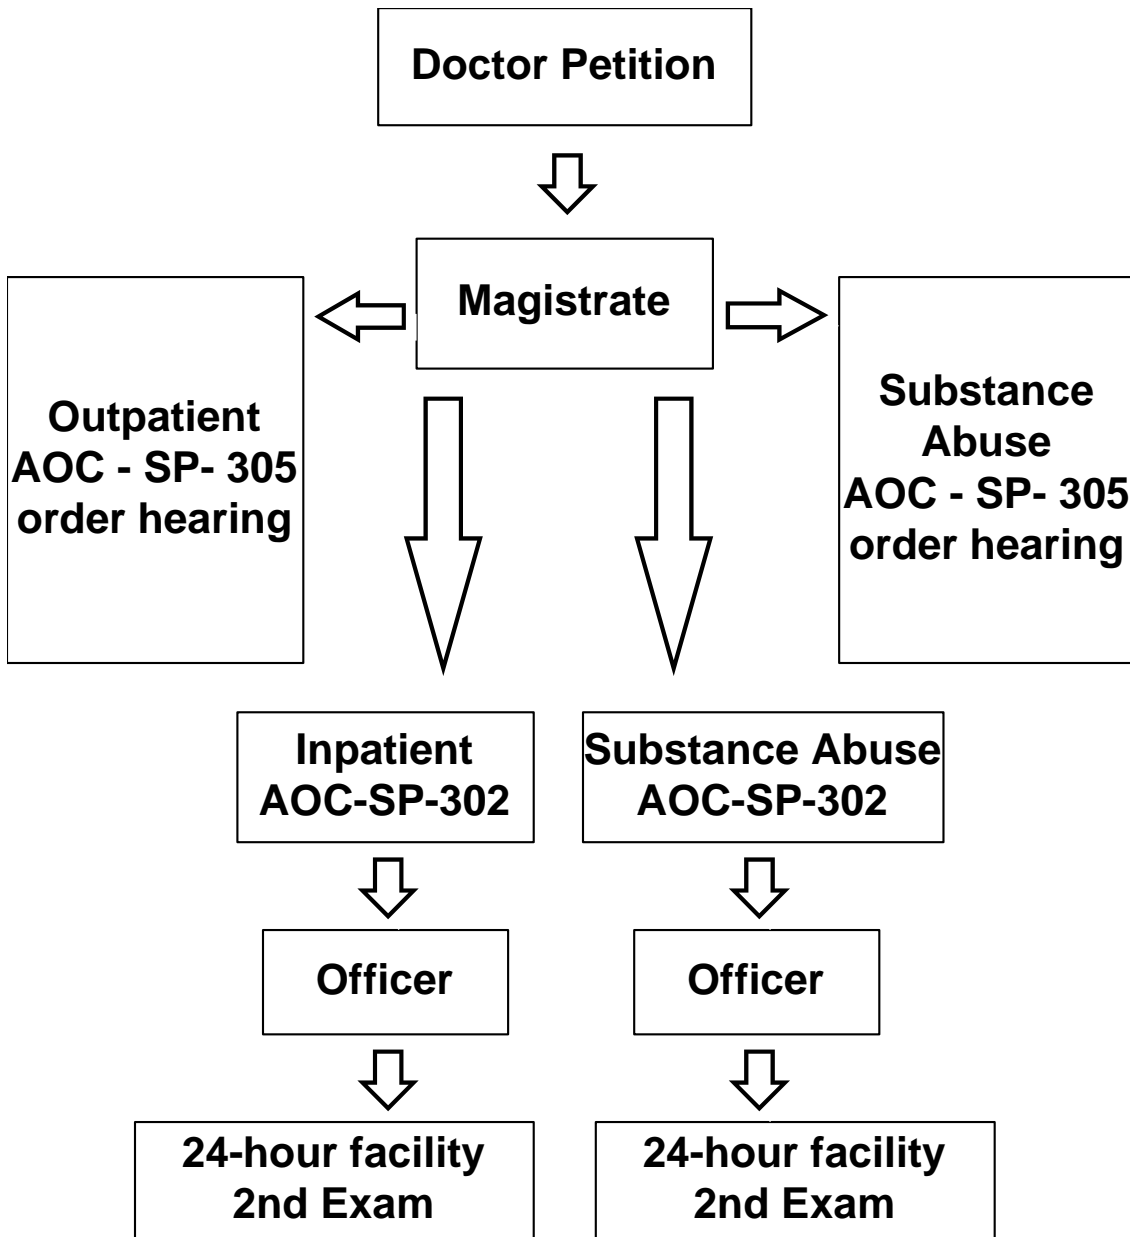 Doctor Petition
Magistrate
Outpatient
AOC - SP- 305
order hearing
Substance
Abuse
AOC - SP- 305
order hearing
Inpatient
AOC-SP-302
Substance Abuse
AOC-SP-302
Officer
Officer
24-hour facility
2nd Exam
24-hour facility
2nd Exam